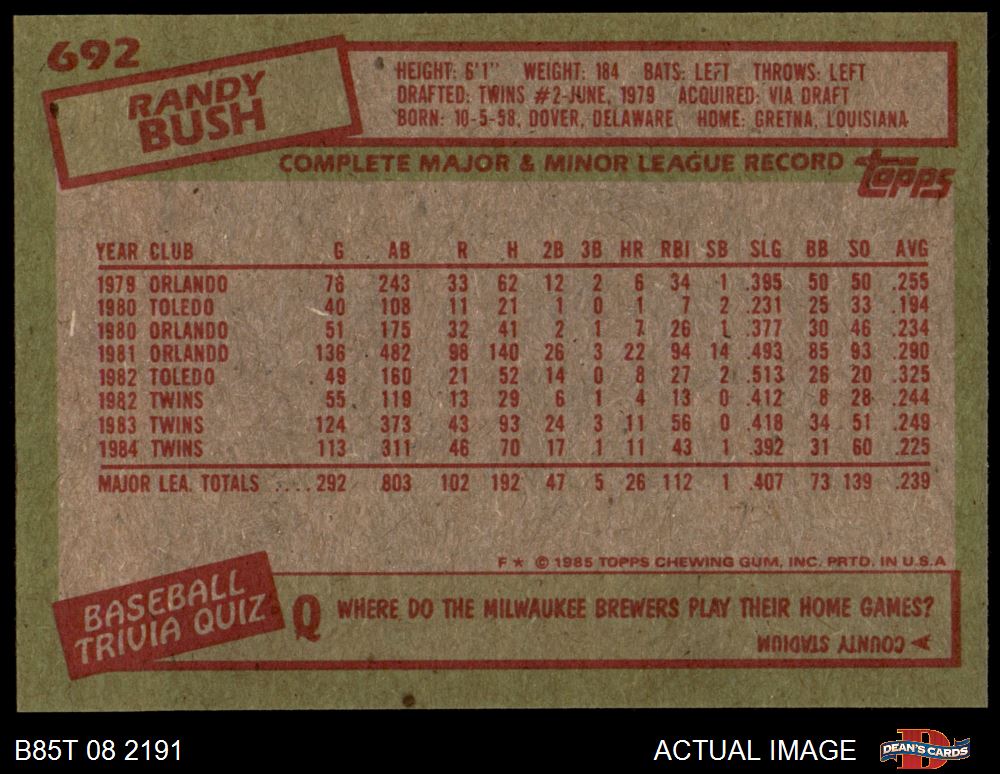 692
RANDY
BUSH
HEIGHT: 6'1" WEIGHT: 184 BATS: LEFT THROWS: LEFT
DRAFTED: TWINS #2-JUNE, 1979 ACQUIRED: VIA DRAFT
BORN: 10-5-58, DOVER, DELAWARE HOME: GRETNA, LOUISIANA
COMPLETE MAJOR & MINOR LEAGUE RECORD
topps
YEAR CLUB G AB R H 2B 3B HR RBI SB SLG BB SO AVG
1979 ORLANDO 76 243 33 62 12 2 6 34 1 .395 50 50 .255
1980 TOLEDO 40 108 11 21 1 0 1 7 2 .231 25 33 .194
1980 ORLANDO 51 175 32 41 2 1 7 26 1 .377 30 46 .234
1981 ORLANDO 136 482 98 140 26 3 22 94 14 .493 85 93 .290
1982 TOLEDO 49 160 21 52 14 0 8 27 2 .513 26 20 .325
1982 TWINS 55 119 13 29 6 1 4 13 0 .412 8 28 .244
1983 TWINS 124 373 43 93 24 3 11 56 0 .418 34 51 .249
1984 TWINS 113 311 46 70 17 1 11 43 1 .392 31 60 .225
MAJOR LEA. TOTALS .... 292 803 102 192 47 5 26 112 1 .407 73 139 .239
F★ © 1985 TOPPS CHEWING GUM, INC. PRTD. IN U.S.A
BASEBALL
TRIVIA QUIZ
Q WHERE DO THE MILWAUKEE BREWERS PLAY THEIR HOME GAMES?
A COUNTY STADIUM
B85T 08 2191
ACTUAL IMAGE
D
DEAN'S CARDS